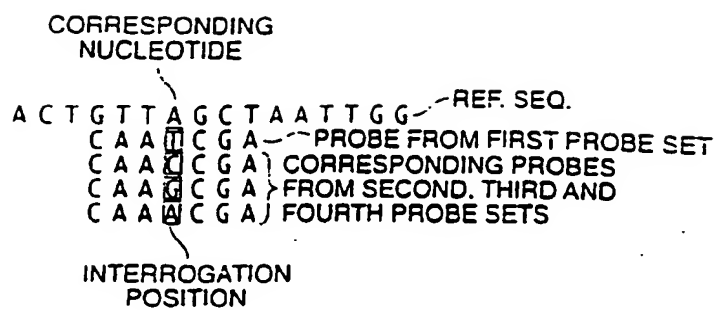 CORRESPONDING
NUCLEOTIDE
A C T G T T A G C T A A T T G G REF. SEQ.
C A A T C G A PROBE FROM FIRST PROBE SET
C A A C C G A CORRESPONDING PROBES
C A A G C G A FROM SECOND. THIRD AND
C A A A C G A FOURTH PROBE SETS
INTERROGATION
POSITION